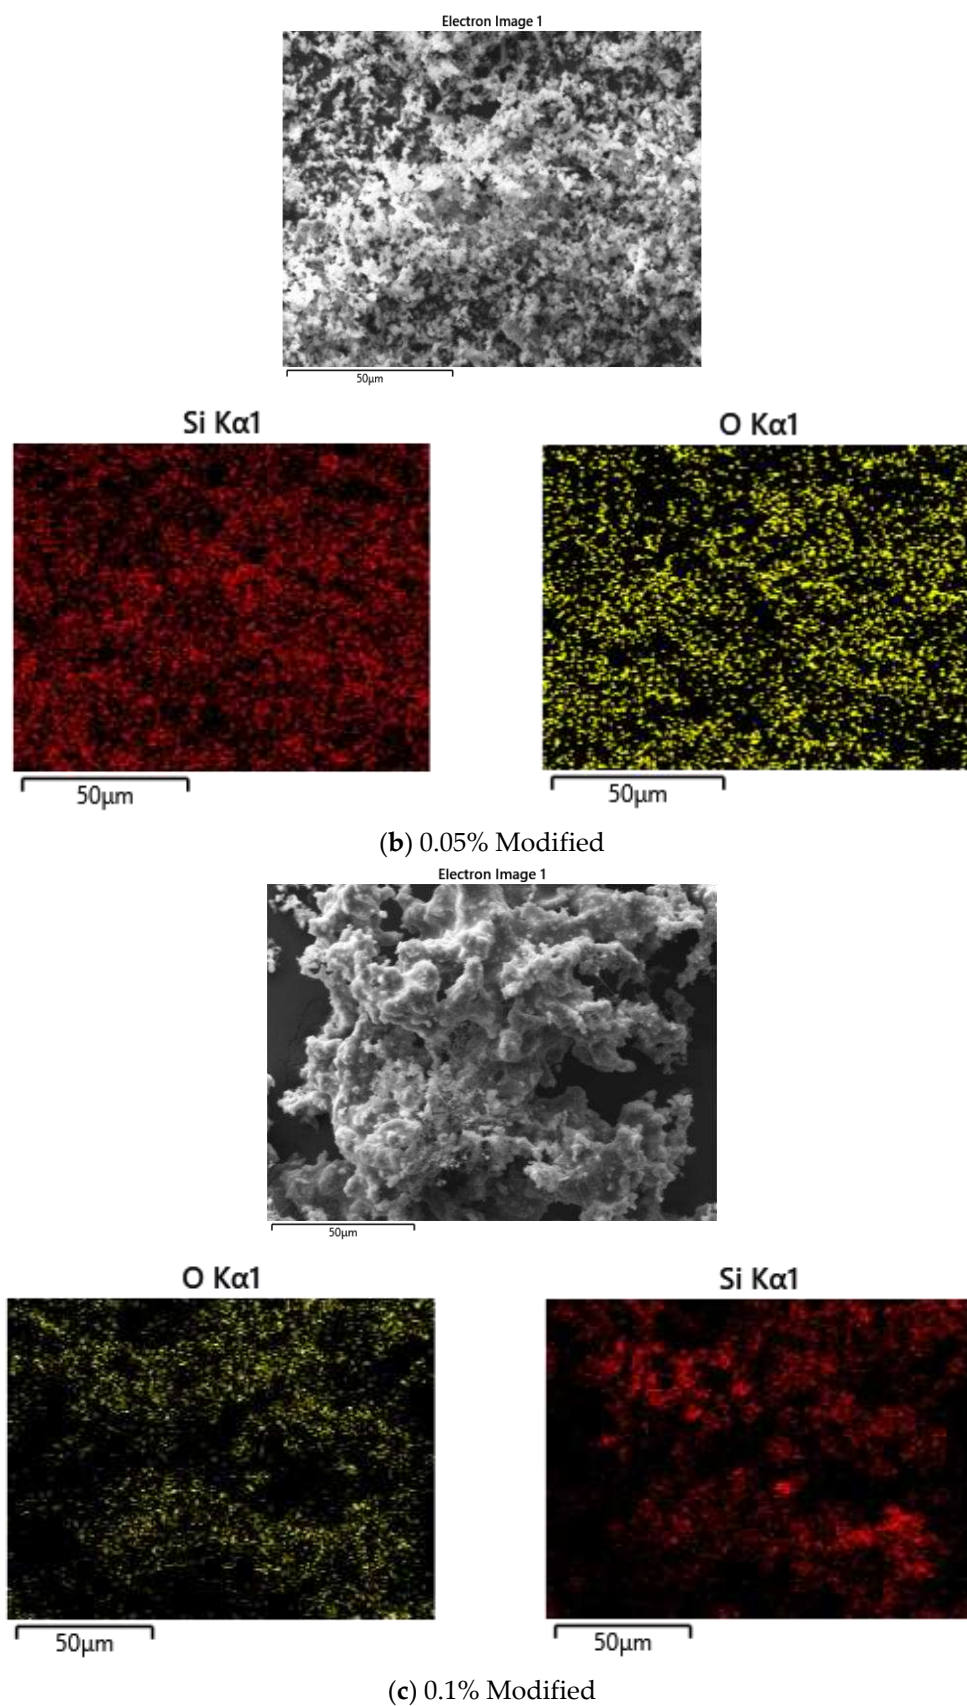 Electron Image 1
50μm
Si Kα1
O Kα1
50μm
50μm
(b) 0.05% Modified
Electron Image 1
50μm
O Kα1
Si Kα1
50μm
50μm
(c) 0.1% Modified